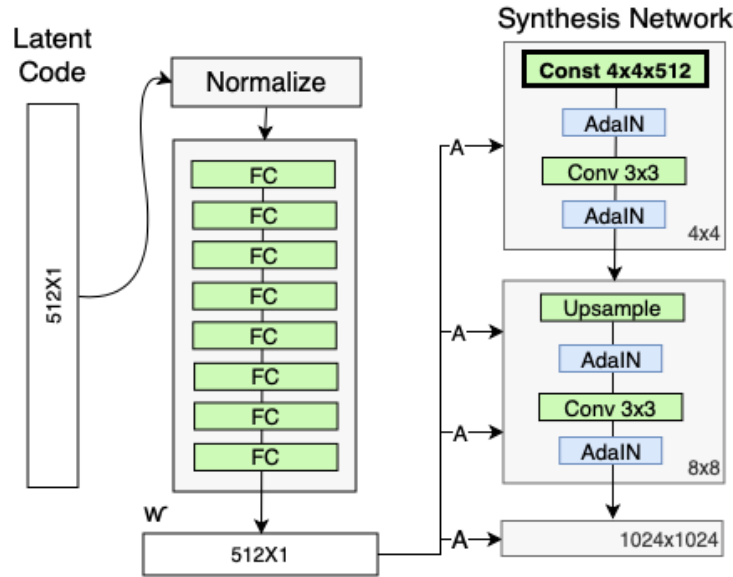 Latent
Code
512X1
Normalize
FC
FC
FC
FC
FC
FC
FC
FC
w
512X1
Synthesis Network
A
Const 4x4x512
AdaIN
Conv 3x3
AdaIN
4x4
A
Upsample
AdaIN
A
Conv 3x3
AdaIN
8x8
A
1024x1024